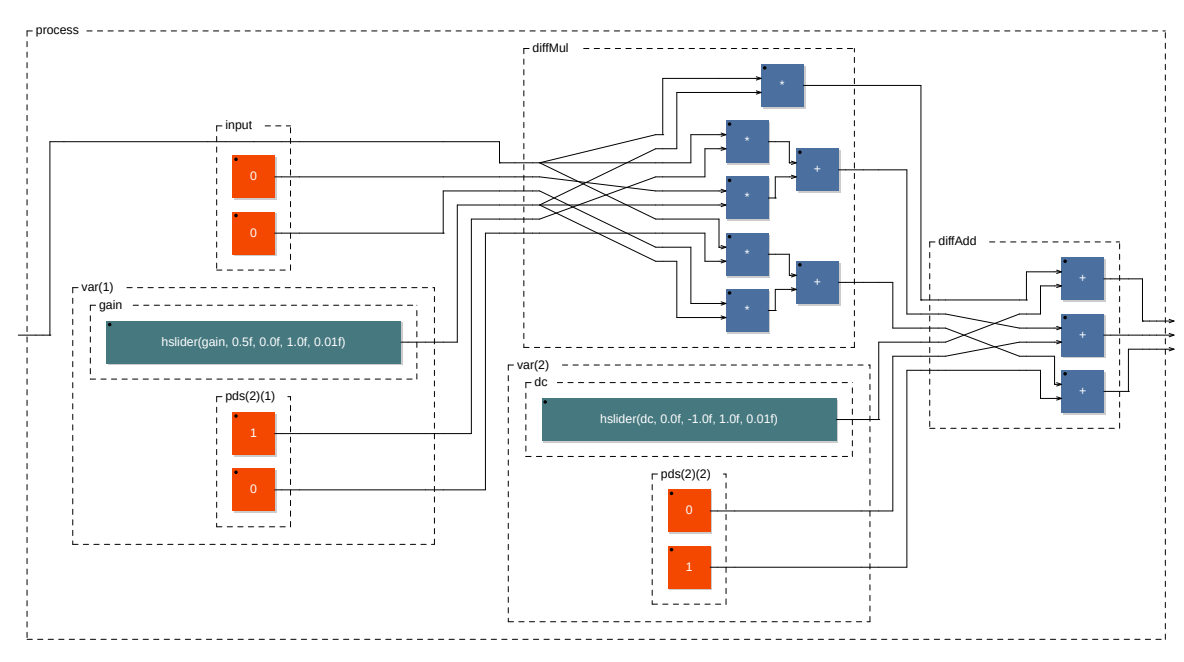 process
diffMul
*
input
*
0
+
*
0
*
diffAdd
+
+
var(1)
gain
*
hslider(gain, 0.5f, 0.0f, 1.0f, 0.01f)
+
var(2)
dc
+
pds(2)(1)
hslider(dc, 0.0f, -1.0f, 1.0f, 0.01f)
1
pds(2)(2)
0
0
1